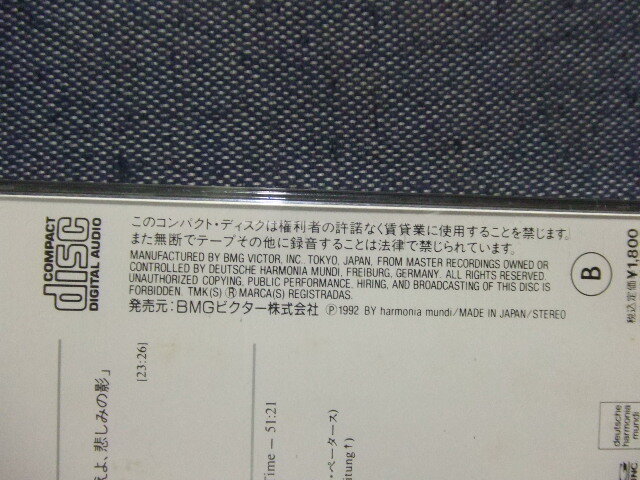 COMPACT
disc
DIGITAL AUDIO
このコンパクト・ディスクは権利者の許諾なく賃貸業に使用することを禁じます。
また無断でテープその他に録音することは法律で禁じられています。
MANUFACTURED BY BMG VICTOR, INC. TOKYO, JAPAN, FROM MASTER RECORDINGS OWNED OR
CONTROLLED BY DEUTSCHE HARMONIA MUNDI, FREIBURG, GERMANY. ALL RIGHTS RESERVED.
UNAUTHORIZED COPYING, PUBLIC PERFORMANCE, HIRING, AND BROADCASTING OF THIS DISC IS
FORBIDDEN. TMK(S) Ⓡ MARCA(S) REGISTRADAS.
発売元:BMGビクター株式会社 Ⓟ1992 BY harmonia mundi/MADE IN JAPAN/STEREO
B
税込定価¥1,800
よ、悲しみの影」
[23:26]
Time — 51:21
・ペータース)
itung↑)
deutsche
harmonia
mundi